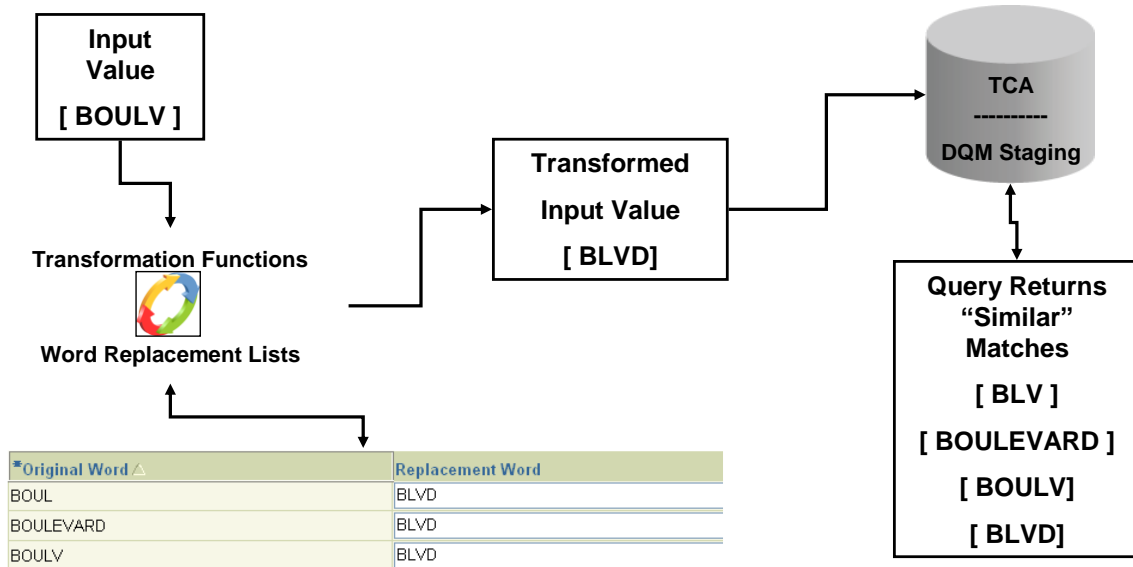 Input
Value
[ BOULV ]
Transformation Functions
Word Replacement Lists
*Original Word △ Replacement Word
BOUL BLVD
BOULEVARD BLVD
BOULV BLVD
Transformed
Input Value
[ BLVD]
TCA
----------
DQM Staging
Query Returns
“Similar”
Matches
[ BLV ]
[ BOULEVARD ]
[ BOULV]
[ BLVD]